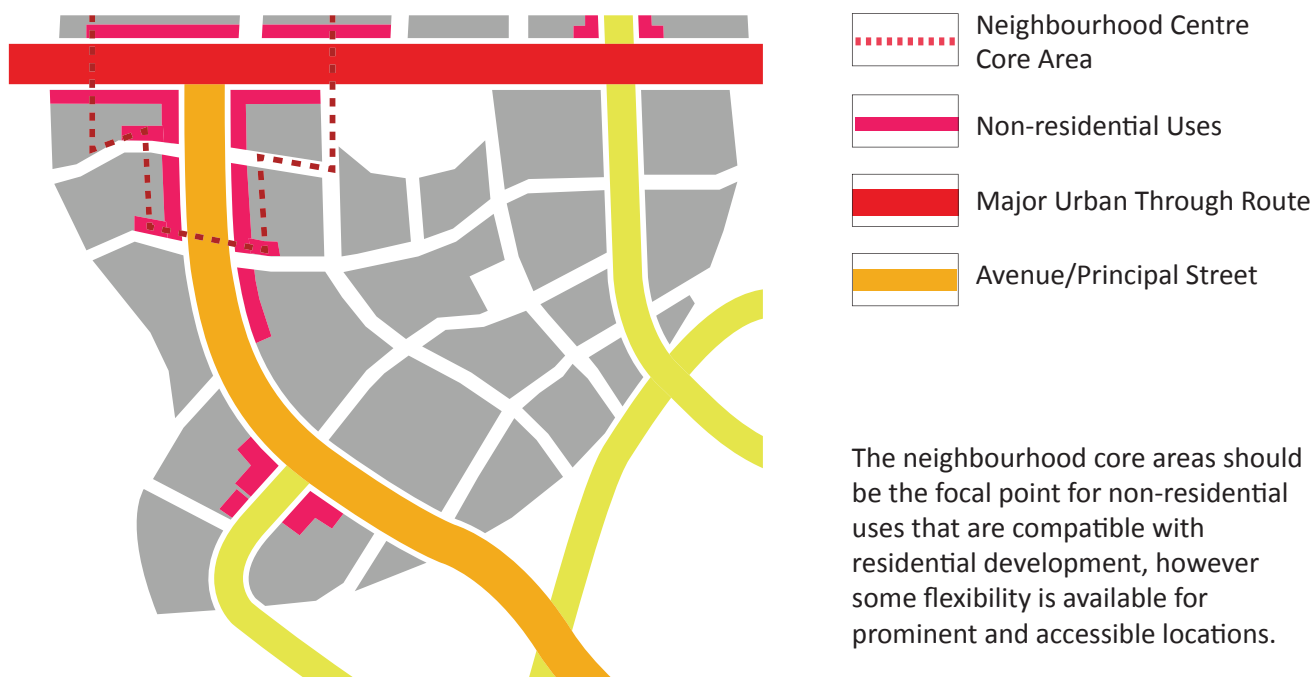 Neighbourhood Centre
Core Area
Non-residential Uses
Major Urban Through Route
Avenue/Principal Street
The neighbourhood core areas should
be the focal point for non-residential
uses that are compatible with
residential development, however
some flexibility is available for
prominent and accessible locations.